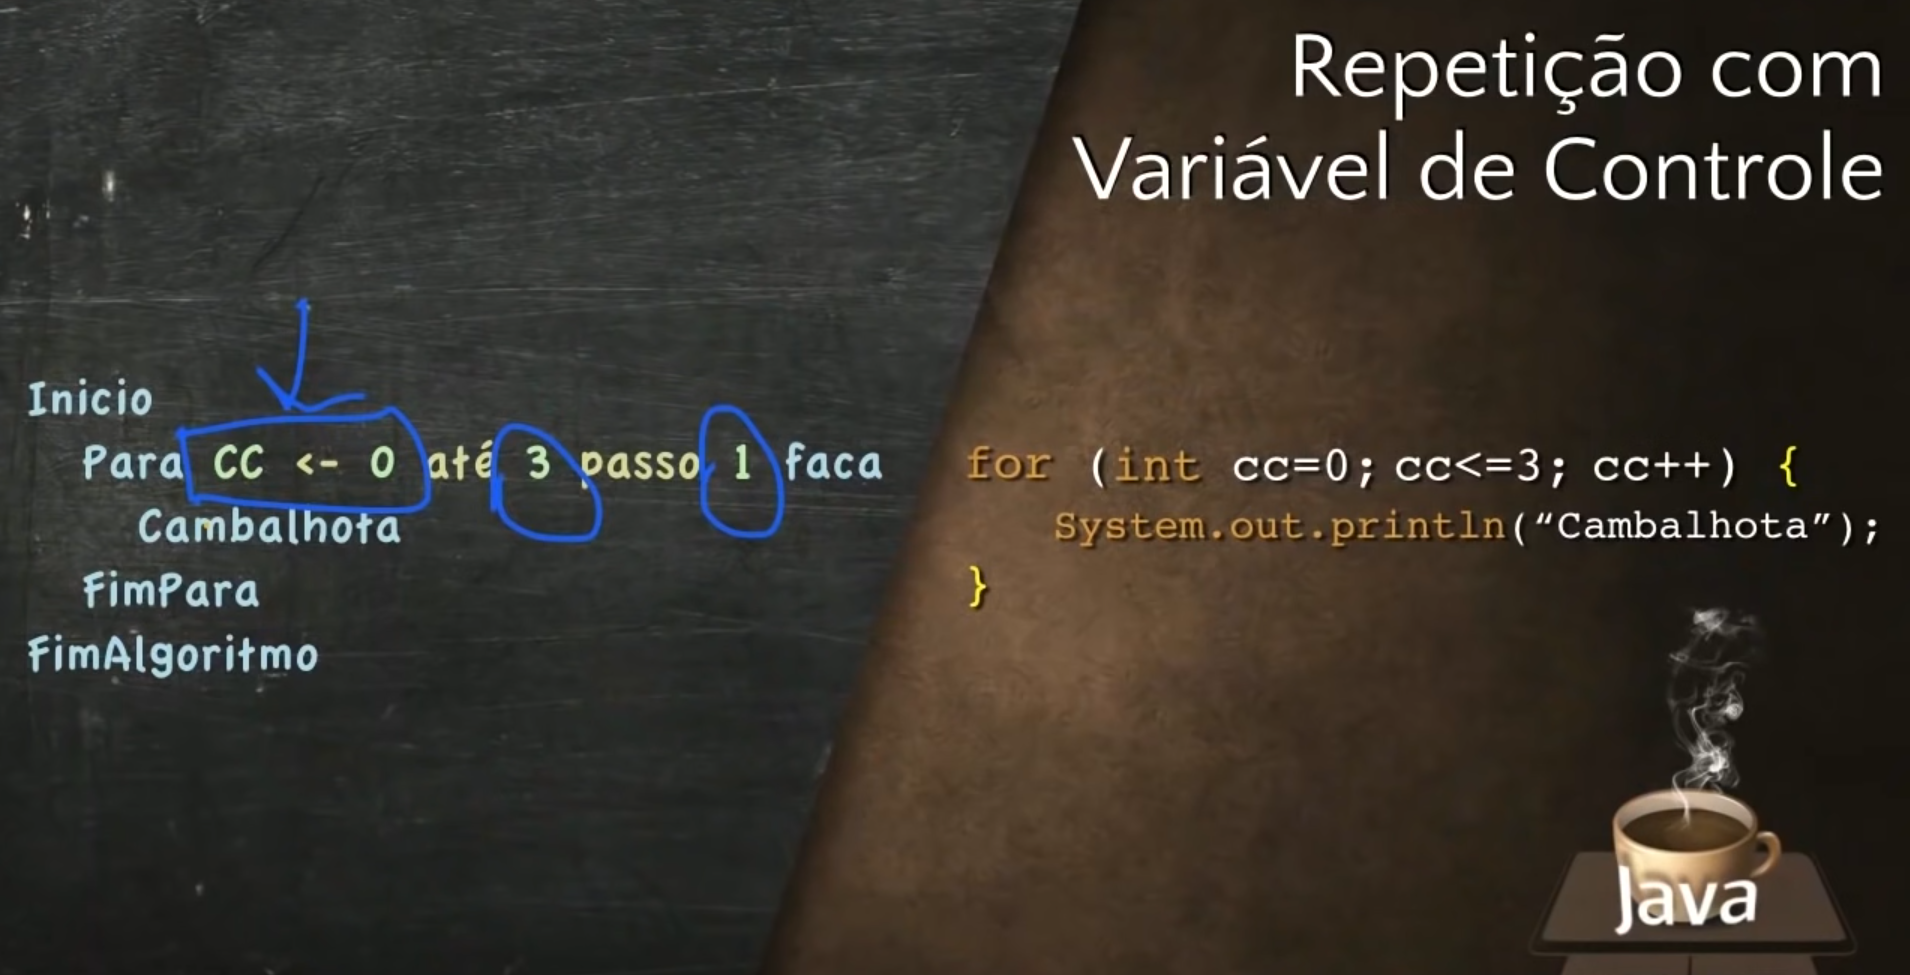 Repetição com
Variável de Controle
Inicio
Para CC <- 0 até 3 passo 1 faca
Cambalhota
FimPara
FimAlgoritmo
for (int cc=0; cc<=3; cc++) {
System.out.println(“Cambalhota”);
}
Java